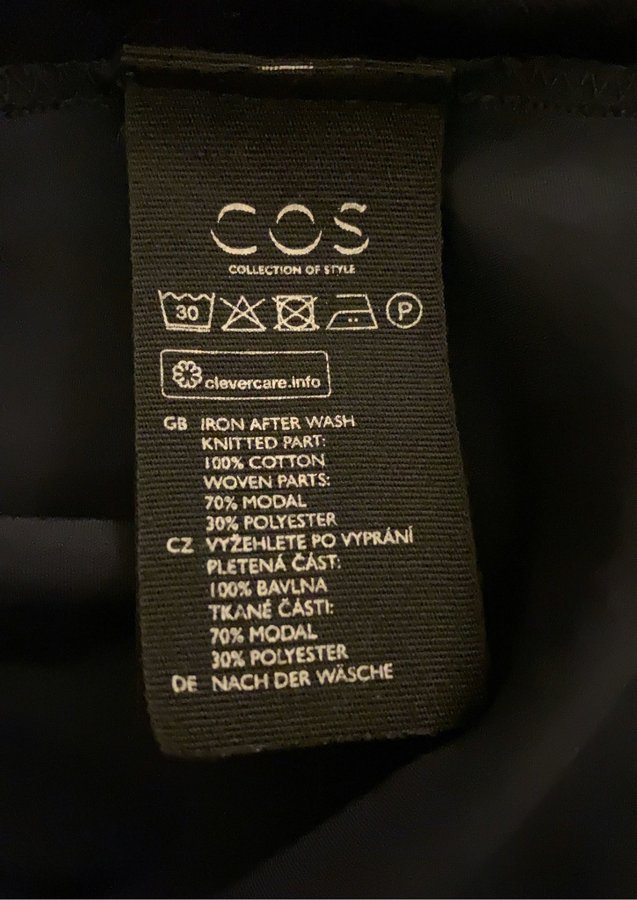 COS
COLLECTION OF STYLE
30 P
clevercare.info
GB IRON AFTER WASH
KNITTED PART:
100% COTTON
WOVEN PARTS:
70% MODAL
30% POLYESTER
CZ VYŽEHLETE PO VYPRÁNÍ
PLETENÁ ČÁST:
100% BAVLNA
TKANÉ ČÁSTI:
70% MODAL
30% POLYESTER
DE NACH DER WÄSCHE